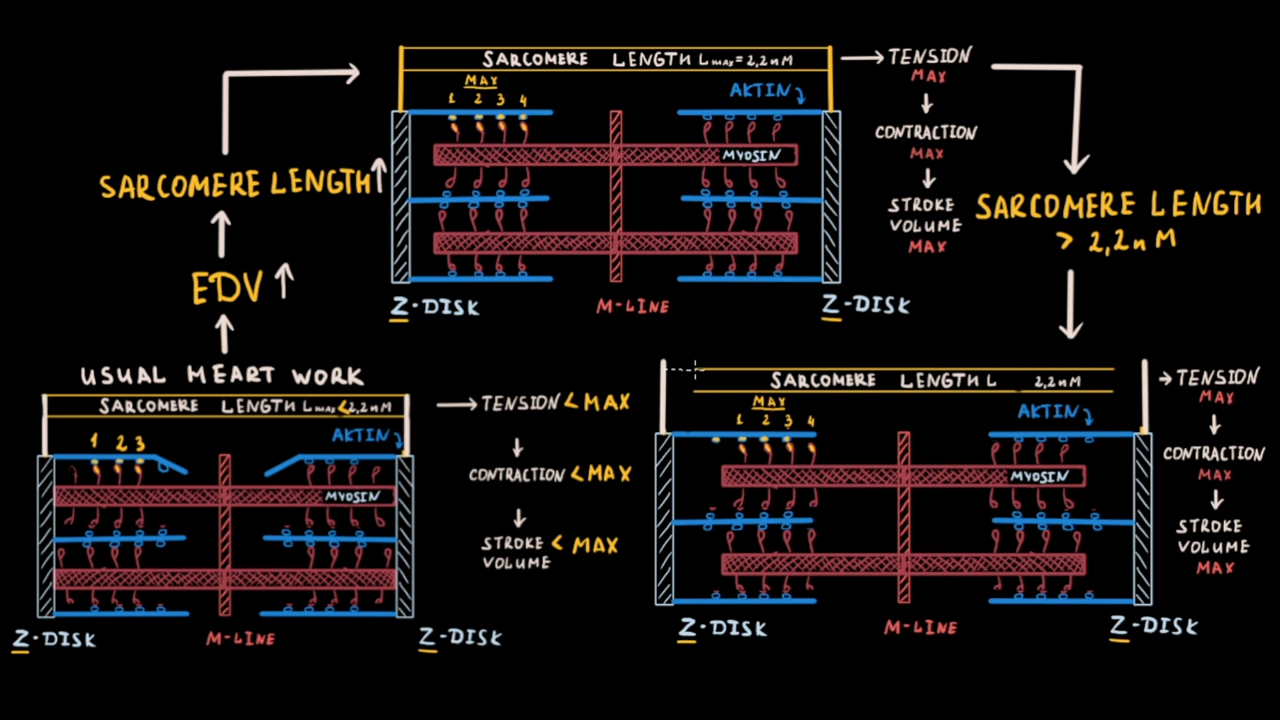 SARCOMERE LENGTH LMAX = 2,2nM
MAX
1 2 3 4
AKTIN
MYOSIN
Z-DISK
M-LINE
Z-DISK
TENSION
MAX
CONTRACTION
MAX
STROKE
VOLUME
MAX
SARCOMERE LENGTH
> 2,2nM
SARCOMERE LENGTH
EDV
USUAL MEART WORK
SARCOMERE LENGTH LMAX < 2,2nM
1 2 3
AKTIN
MYOSIN
Z-DISK
M-LINE
Z-DISK
TENSION < MAX
CONTRACTION < MAX
STROKE < MAX
VOLUME
SARCOMERE LENGTH L 2,2nM
MAX
1 2 3 4
AKTIN
MYOSIN
Z-DISK
M-LINE
Z-DISK
TENSION
MAX
CONTRACTION
MAX
STROKE
VOLUME
MAX